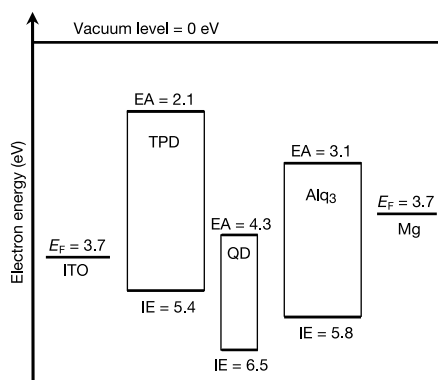 Vacuum level = 0 eV
Electron energy (eV)
EA = 2.1
TPD
IE = 5.4
E_F = 3.7
ITO
EA = 4.3
QD
IE = 6.5
EA = 3.1
Alq₃
IE = 5.8
E_F = 3.7
Mg